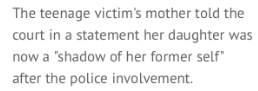 The teenage victim's mother told the
court in a statement her daughter was
now a "shadow of her former self"
after the police involvement.